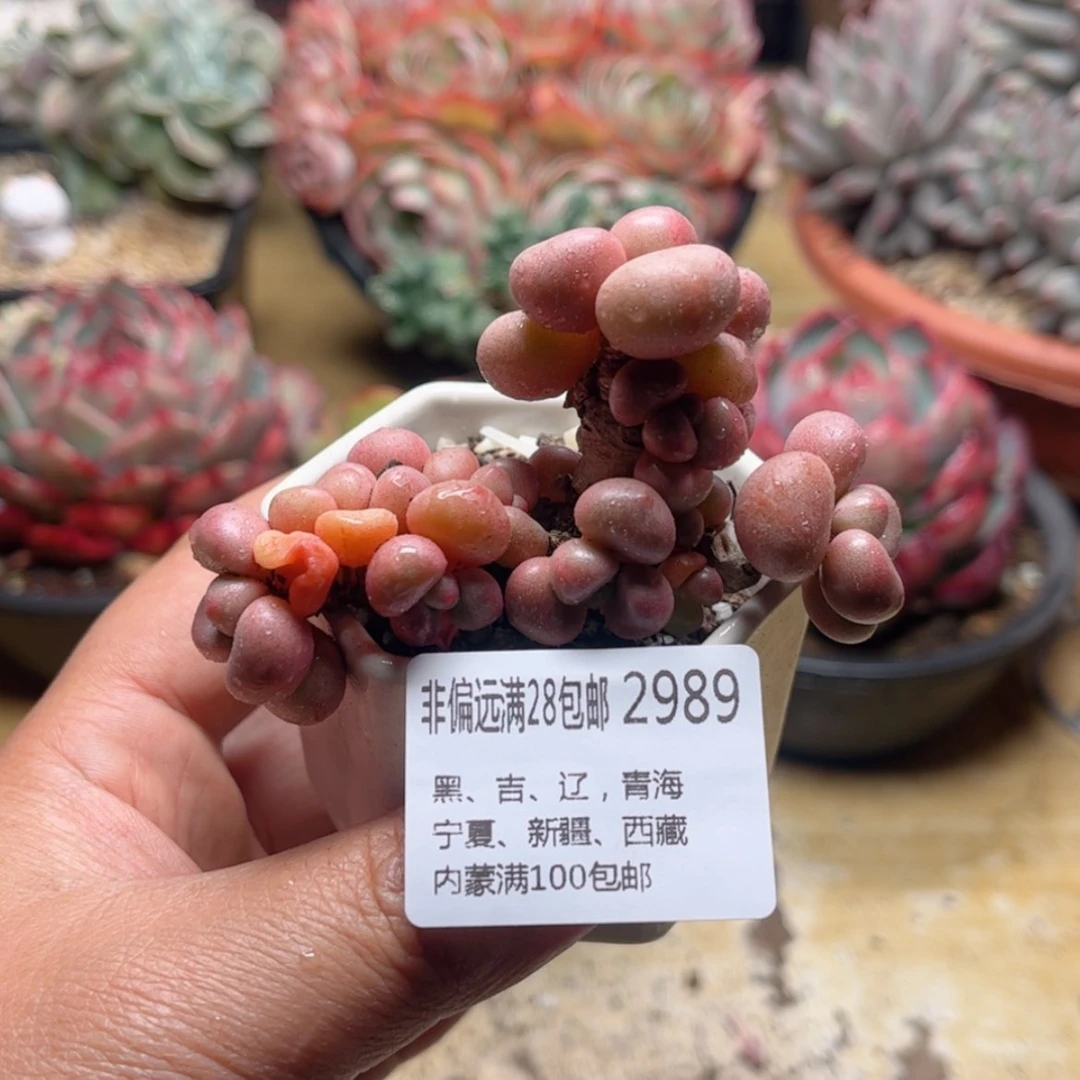 非偏远满28包邮 2989
黑、吉、辽，青海
宁夏、新疆、西藏
内蒙满100包邮